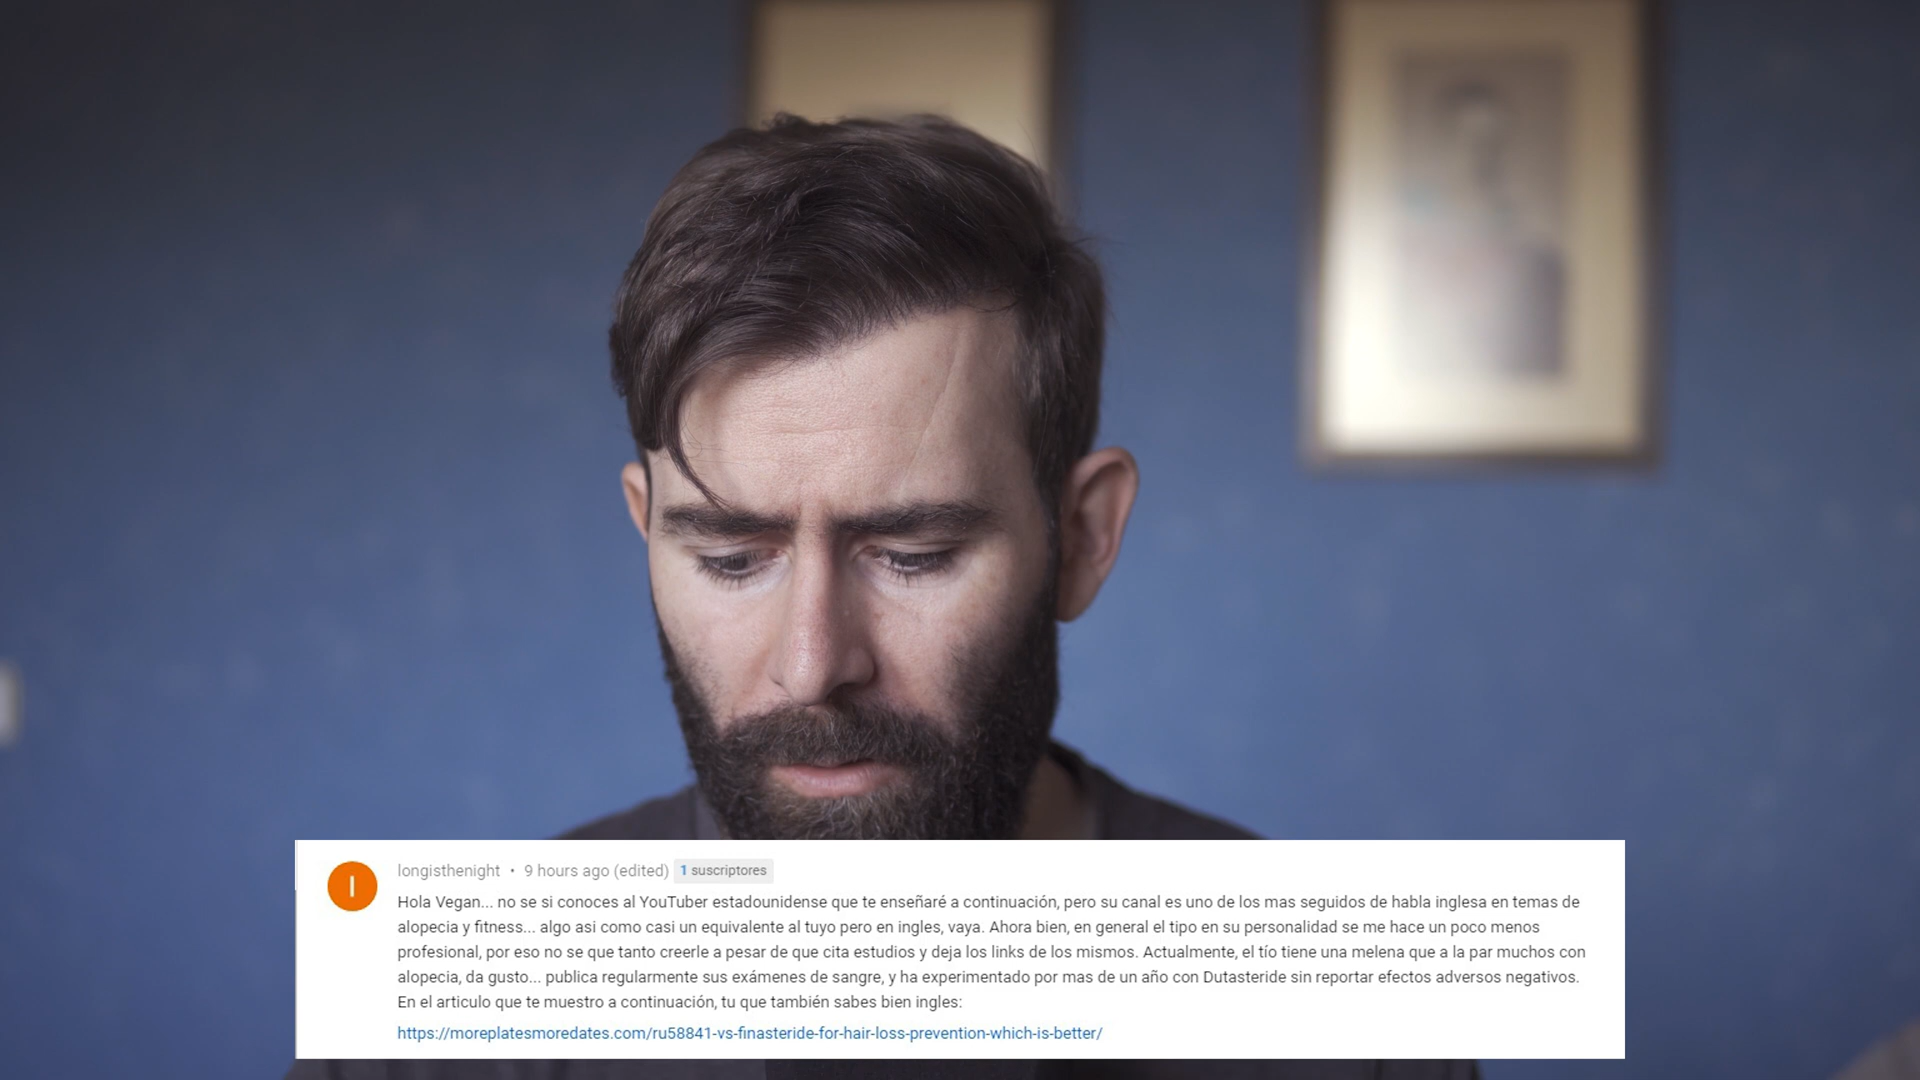 longisthenight • 9 hours ago (edited) 1 suscriptores
Hola Vegan... no se si conoces al YouTuber estadounidense que te enseñaré a continuación, pero su canal es uno de los mas seguidos de habla inglesa en temas de
alopecia y fitness... algo asi como casi un equivalente al tuyo pero en ingles, vaya. Ahora bien, en general el tipo en su personalidad se me hace un poco menos
profesional, por eso no se que tanto creerle a pesar de que cita estudios y deja los links de los mismos. Actualmente, el tío tiene una melena que a la par muchos con
alopecia, da gusto... publica regularmente sus exámenes de sangre, y ha experimentado por mas de un año con Dutasteride sin reportar efectos adversos negativos.
En el articulo que te muestro a continuación, tu que también sabes bien ingles:
https://moreplatesmoredates.com/ru58841-vs-finasteride-for-hair-loss-prevention-which-is-better/